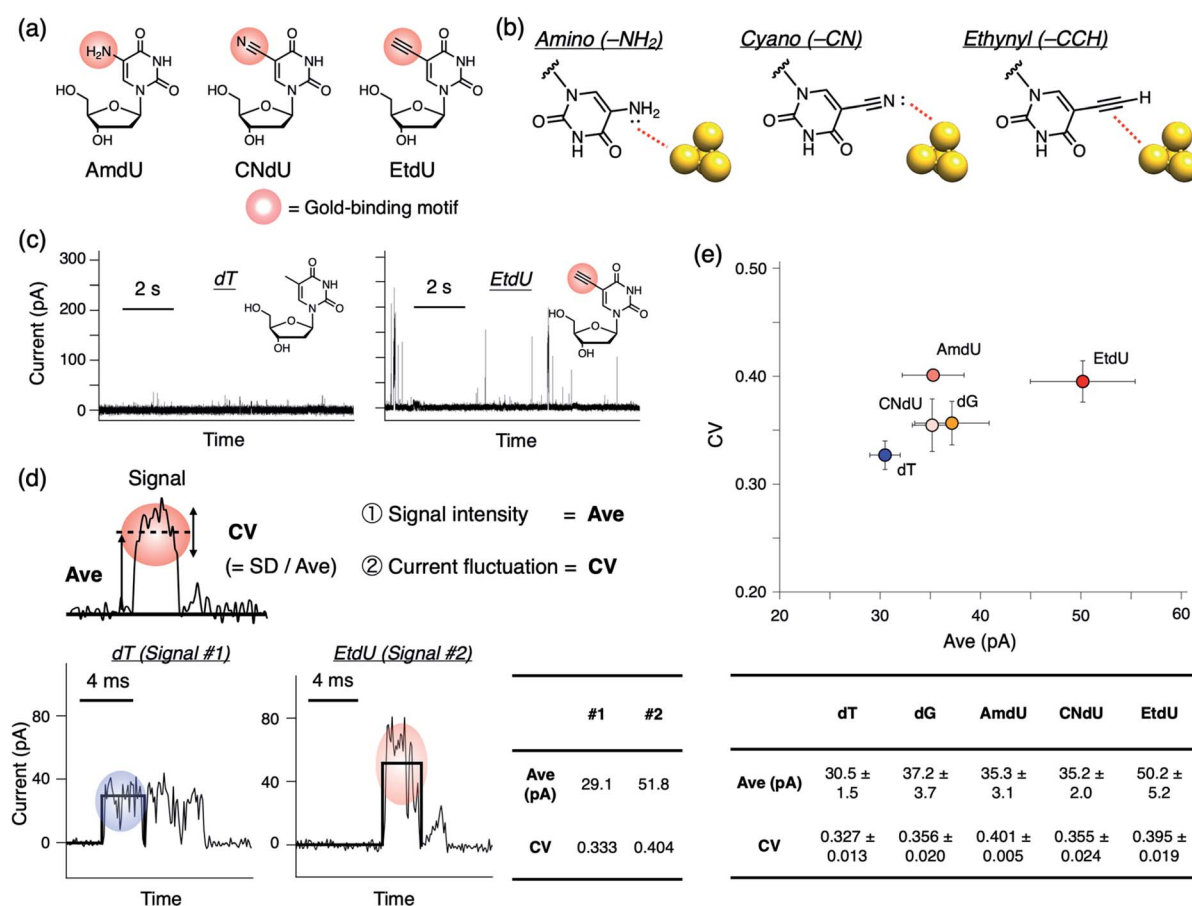 (a)
H₂N
O
NH
N
O
HO
O
OH
AmdU
N
O
NH
N
O
HO
O
OH
CNdU
O
NH
N
O
HO
O
OH
EtdU
= Gold-binding motif
(b)
Amino (–NH₂)
N
NH₂
O
N
H
O
Cyano (–CN)
N
N
O
N
H
O
Ethynyl (–CCH)
N
H
O
N
H
O
(c)
300
200
100
0
Current (pA)
2 s
dT
O
NH
N
O
HO
O
OH
Time
2 s
EtdU
O
NH
N
O
HO
O
OH
Time
(d)
Signal
Ave
CV
(= SD / Ave)
① Signal intensity = Ave
② Current fluctuation = CV
dT (Signal #1)
4 ms
80
40
0
Current (pA)
Time
EtdU (Signal #2)
4 ms
80
40
0
Time
#1 #2
Ave (pA) 29.1 51.8
CV 0.333 0.404
(e)
0.50
0.40
0.30
0.20
CV
AmdU
EtdU
CNdU
dG
dT
20 30 40 50 60
Ave (pA)
dT dG AmdU CNdU EtdU
Ave (pA) 30.5 ± 1.5 37.2 ± 3.7 35.3 ± 3.1 35.2 ± 2.0 50.2 ± 5.2
CV 0.327 ± 0.013 0.356 ± 0.020 0.401 ± 0.005 0.355 ± 0.024 0.395 ± 0.019